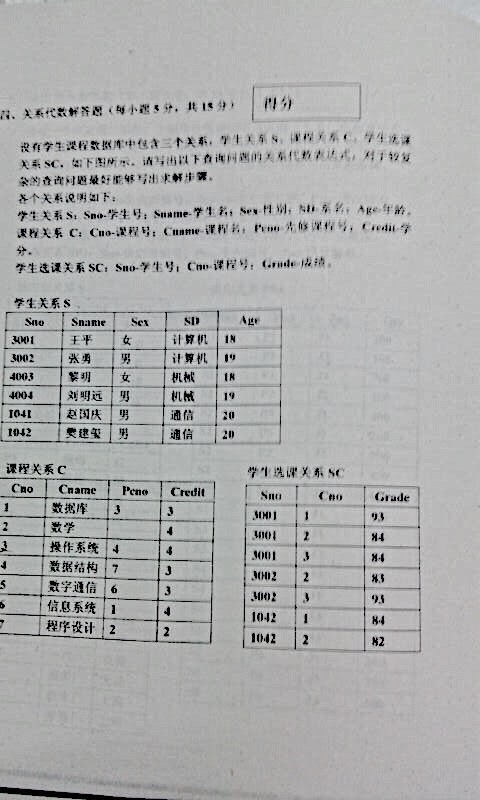 四、关系代数解答题（每小题5分，共15分）
得分
设有学生课程数据库中包含三个关系，学生关系S，课程关系C，学生选课
关系SC，如下图所示。请写出以下查询问题的关系代数表达式，对于较复
杂的查询问题最好能够写出求解步骤。
各个关系说明如下：
学生关系S：Sno-学生号；Sname-学生名；Sex-性别；SD-系名；Age-年龄。
课程关系 C：Cno-课程号；Cname-课程名；Pcno-先修课程号；Credit-学
分。
学生选课关系SC：Sno-学生号；Cno-课程号；Grade-成绩。
学生关系S
Sno Sname Sex SD Age
3001 王平 女 计算机 18
3002 张勇 男 计算机 19
4003 黎明 女 机械 18
4004 刘明远 男 机械 19
1041 赵国庆 男 通信 20
1042 樊建玺 男 通信 20
课程关系C
Cno Cname Pcno Credit
1 数据库 3 3
2 数学 4
3 操作系统 4 4
4 数据结构 7 3
5 数字通信 6 3
6 信息系统 1 4
7 程序设计 2 2
学生选课关系SC
Sno Cno Grade
3001 1 93
3001 2 84
3001 3 84
3002 2 83
3002 3 93
1042 1 84
1042 2 82